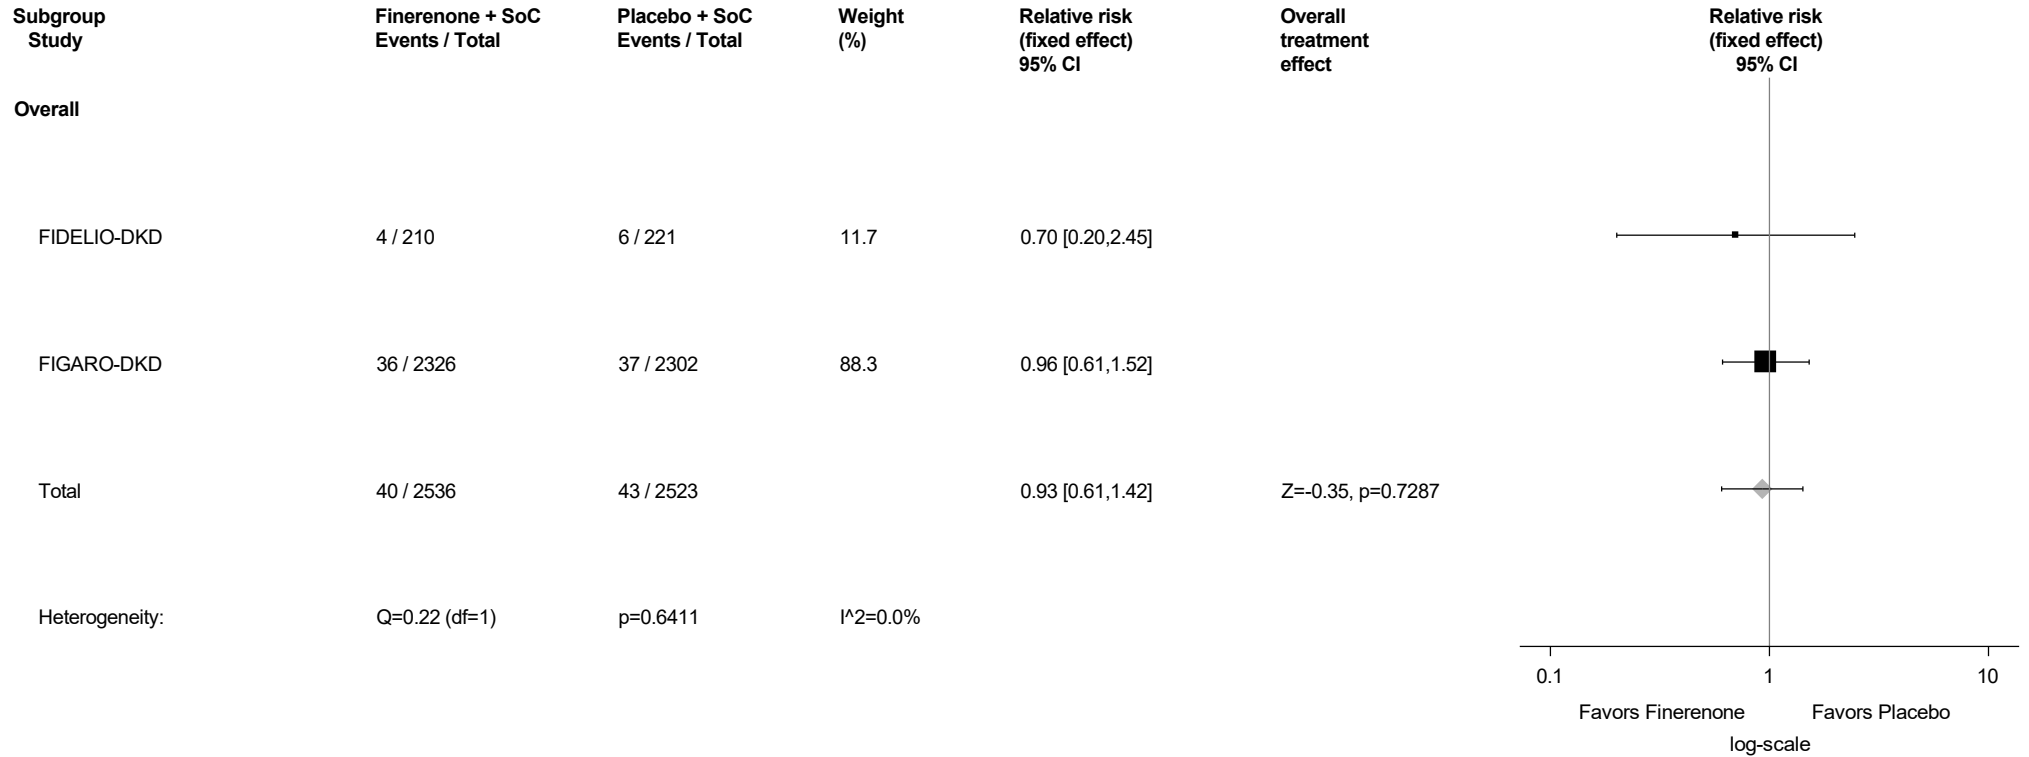 Subgroup Finerenone + SoC Placebo + SoC Weight Relative risk Overall Relative risk
Study Events / Total Events / Total (%) (fixed effect) treatment (fixed effect)
95% CI effect 95% CI
Overall
FIDELIO-DKD 4 / 210 6 / 221 11.7 0.70 [0.20,2.45]
FIGARO-DKD 36 / 2326 37 / 2302 88.3 0.96 [0.61,1.52]
Total 40 / 2536 43 / 2523 0.93 [0.61,1.42] Z=-0.35, p=0.7287
Heterogeneity: Q=0.22 (df=1) p=0.6411 I^2=0.0%
0.1 1 10
Favors Finerenone Favors Placebo
log-scale